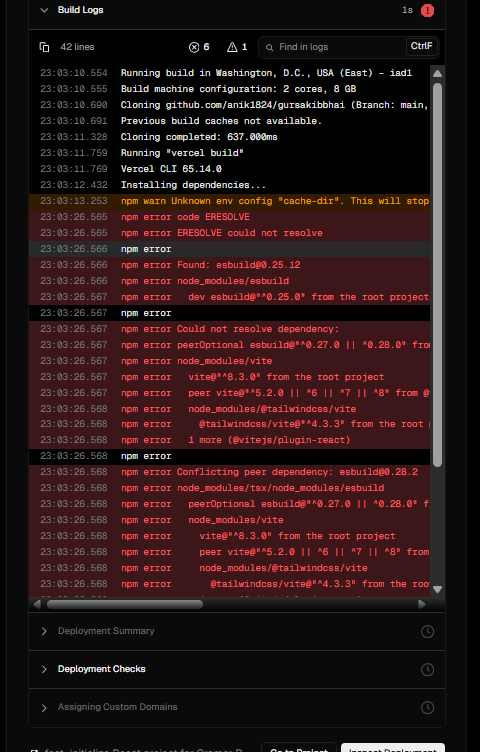 Build Logs
1s
42 lines
6
1
Find in logs
CtrlF
23:03:10.554 Running build in Washington, D.C., USA (East) – iad1
23:03:10.555 Build machine configuration: 2 cores, 8 GB
23:03:10.690 Cloning github.com/anik1824/gursakibbhai (Branch: main,
23:03:10.691 Previous build caches not available.
23:03:11.328 Cloning completed: 637.000ms
23:03:11.759 Running "vercel build"
23:03:11.769 Vercel CLI 65.14.0
23:03:12.432 Installing dependencies...
23:03:13.253 npm warn Unknown env config "cache-dir". This will stop
23:03:26.565 npm error code ERESOLVE
23:03:26.565 npm error ERESOLVE could not resolve
23:03:26.566 npm error
23:03:26.566 npm error Found: esbuild@0.25.12
23:03:26.566 npm error node_modules/esbuild
23:03:26.567 npm error   dev esbuild@"^0.25.0" from the root project
23:03:26.567 npm error
23:03:26.567 npm error Could not resolve dependency:
23:03:26.567 npm error peerOptional esbuild@"^0.27.0 || ^0.28.0" fro
23:03:26.567 npm error node_modules/vite
23:03:26.567 npm error   vite@"^8.3.0" from the root project
23:03:26.567 npm error   peer vite@"^5.2.0 || ^6 || ^7 || ^8" from @
23:03:26.568 npm error   node_modules/@tailwindcss/vite
23:03:26.568 npm error     @tailwindcss/vite@"^4.3.3" from the root
23:03:26.568 npm error   1 more (@vitejs/plugin-react)
23:03:26.568 npm error
23:03:26.568 npm error Conflicting peer dependency: esbuild@0.28.2
23:03:26.568 npm error node_modules/tsx/node_modules/esbuild
23:03:26.568 npm error   peerOptional esbuild@"^0.27.0 || ^0.28.0" f
23:03:26.568 npm error   node_modules/vite
23:03:26.568 npm error     vite@"^8.3.0" from the root project
23:03:26.568 npm error     peer vite@"^5.2.0 || ^6 || ^7 || ^8" from
23:03:26.568 npm error     node_modules/@tailwindcss/vite
23:03:26.568 npm error       @tailwindcss/vite@"^4.3.3" from the roo
Deployment Summary
Deployment Checks
Assigning Custom Domains
Go to Project
Inspect Deployment